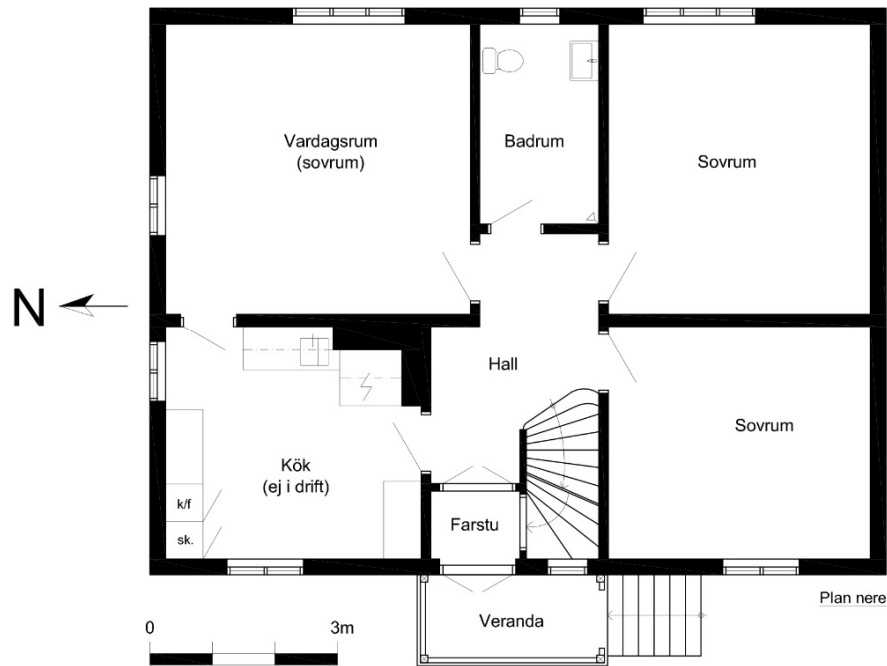 Vardagsrum
(sovrum)
Badrum
Sovrum
N
Hall
Sovrum
Kök
(ej i drift)
k/f
sk.
Farstu
Veranda
Plan nere
0 3m